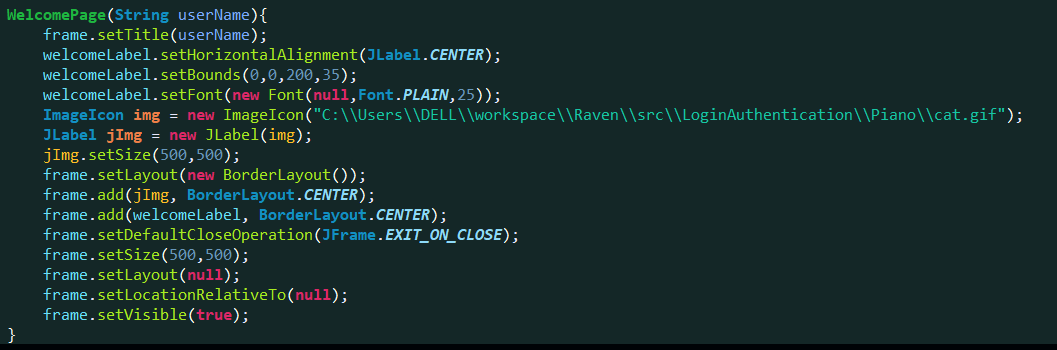 WelcomePage(String userName){
    frame.setTitle(userName);
    welcomeLabel.setHorizontalAlignment(JLabel.CENTER);
    welcomeLabel.setBounds(0,0,200,35);
    welcomeLabel.setFont(new Font(null,Font.PLAIN,25));
    ImageIcon img = new ImageIcon("C:\\Users\\DELL\\workspace\\Raven\\src\\LoginAuthentication\\Piano\\cat.gif");
    JLabel jImg = new JLabel(img);
    jImg.setSize(500,500);
    frame.setLayout(new BorderLayout());
    frame.add(jImg, BorderLayout.CENTER);
    frame.add(welcomeLabel, BorderLayout.CENTER);
    frame.setDefaultCloseOperation(JFrame.EXIT_ON_CLOSE);
    frame.setSize(500,500);
    frame.setLayout(null);
    frame.setLocationRelativeTo(null);
    frame.setVisible(true);
}